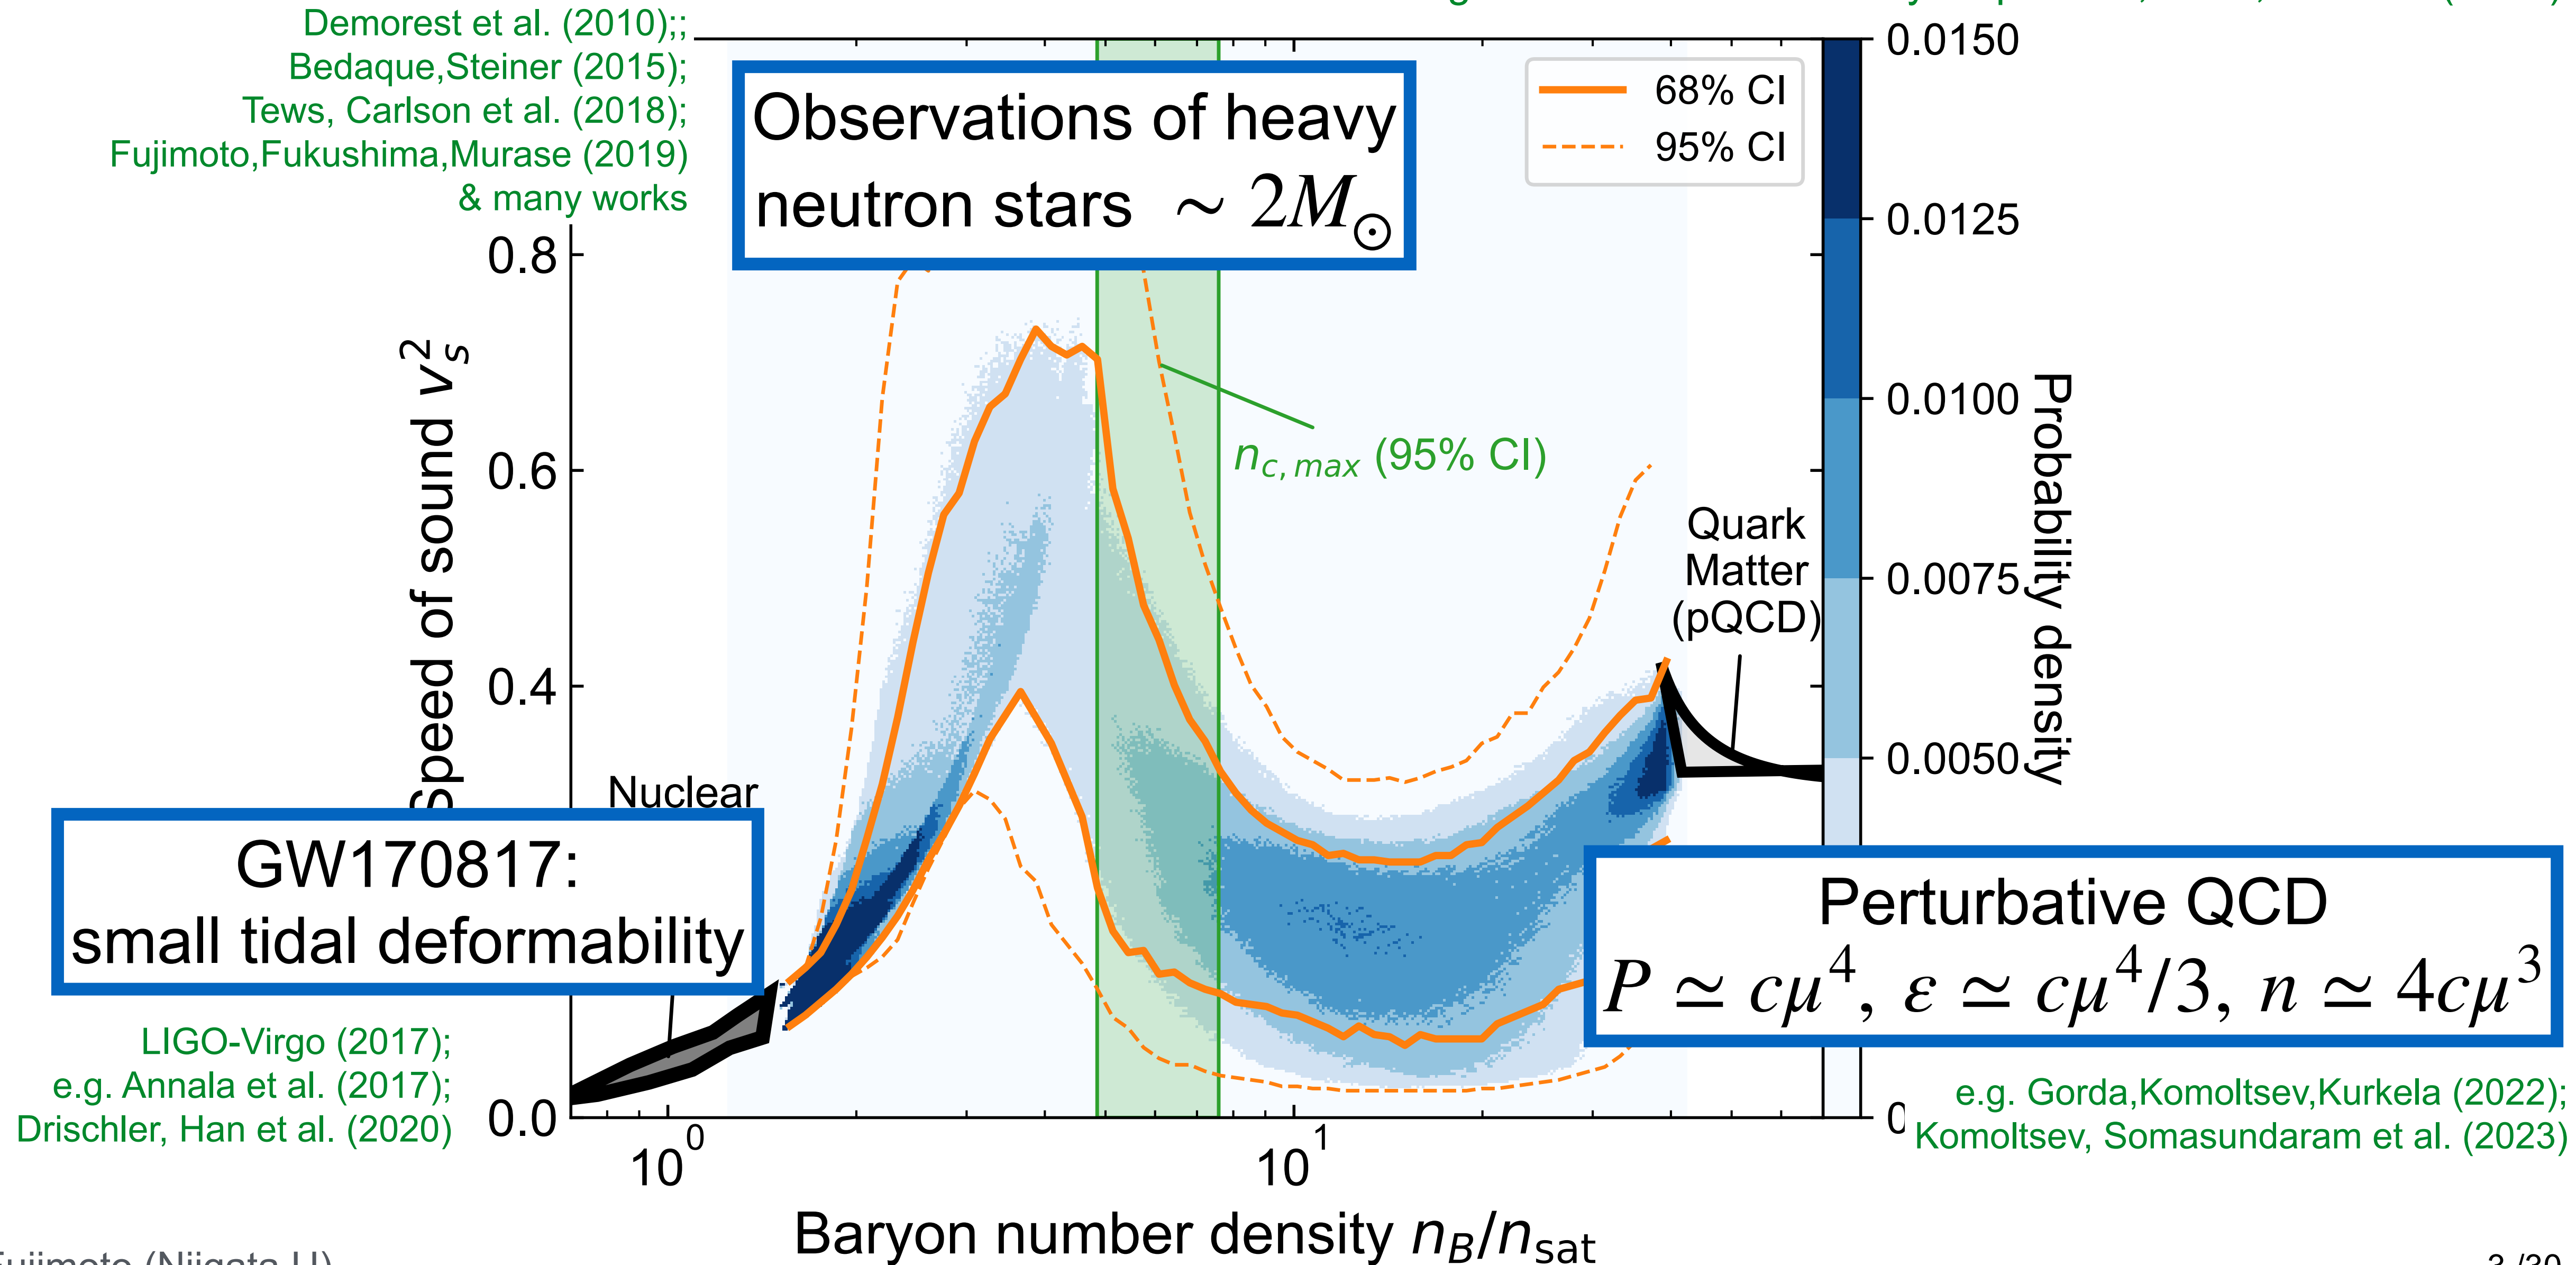 Demorest et al. (2010);;
Bedaque,Steiner (2015);
Tews, Carlson et al. (2018);
Fujimoto,Fukushima,Murase (2019)
& many works
Observations of heavy
neutron stars ~ 2M⊙
68% CI
95% CI
0.0150
0.0125
0.0100
0.0075
0.0050
Probability density
0.8
0.6
0.4
0.0
Speed of sound v_s^2
n_{c, max} (95% CI)
Quark
Matter
(pQCD)
Nuclear
GW170817:
small tidal deformability
Perturbative QCD
P ≃ cμ^4, ε ≃ cμ^4/3, n ≃ 4cμ^3
LIGO-Virgo (2017);
e.g. Annala et al. (2017);
Drischler, Han et al. (2020)
e.g. Gorda,Komoltsev,Kurkela (2022);
Komoltsev, Somasundaram et al. (2023)
10^0
10^1
Baryon number density n_B/n_sat
Fujimoto (Niigata U)
3 /30